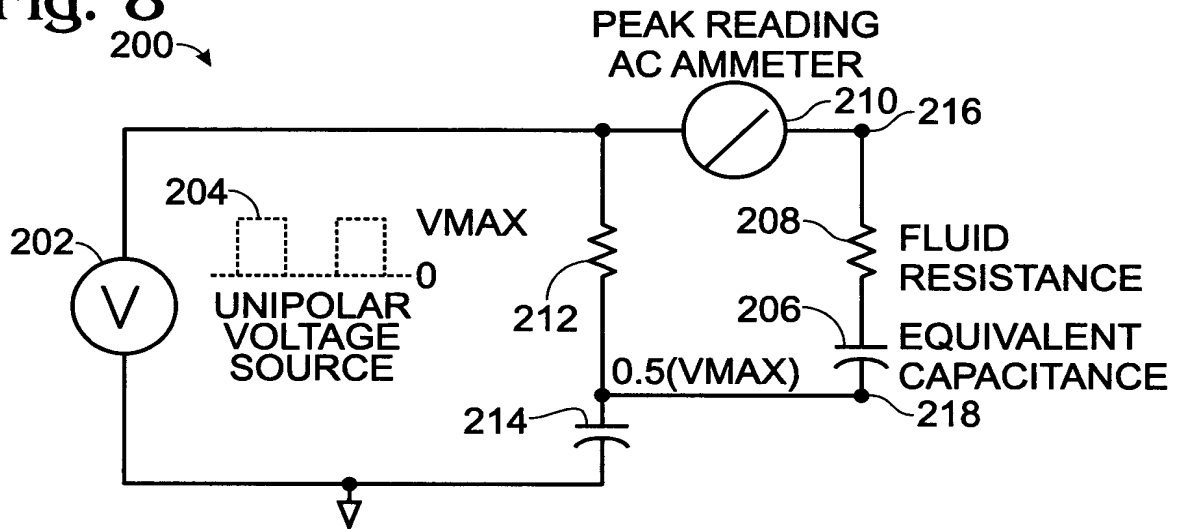 Fig. 8
200
PEAK READING
AC AMMETER
210
216
204
VMAX
202
V
0
UNIPOLAR
VOLTAGE
SOURCE
212
208
FLUID
RESISTANCE
206
EQUIVALENT
CAPACITANCE
0.5(VMAX)
214
218